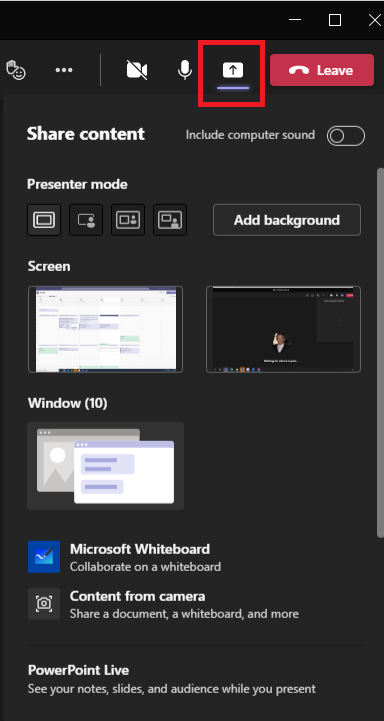 Leave
Share content
Include computer sound
Presenter mode
Add background
Screen
Window (10)
Microsoft Whiteboard
Collaborate on a whiteboard
Content from camera
Share a document, a whiteboard, and more
PowerPoint Live
See your notes, slides, and audience while you present